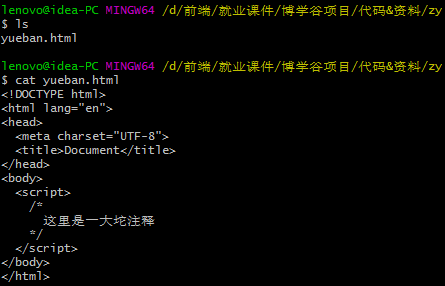 lenovo@idea-PC MINGW64 /d/前端/就业课件/博学谷项目/代码&资料/zy
$ ls
yueban.html
lenovo@idea-PC MINGW64 /d/前端/就业课件/博学谷项目/代码&资料/zy
$ cat yueban.html
<!DOCTYPE html>
<html lang="en">
<head>
  <meta charset="UTF-8">
  <title>Document</title>
</head>
<body>
  <script>
    /*
      这里是一大坨注释
    */
  </script>
</body>
</html>